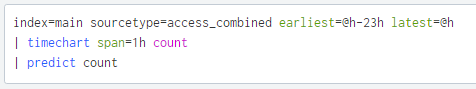 index=main sourcetype=access_combined earliest=@h-23h latest=@h
| timechart span=1h count
| predict count